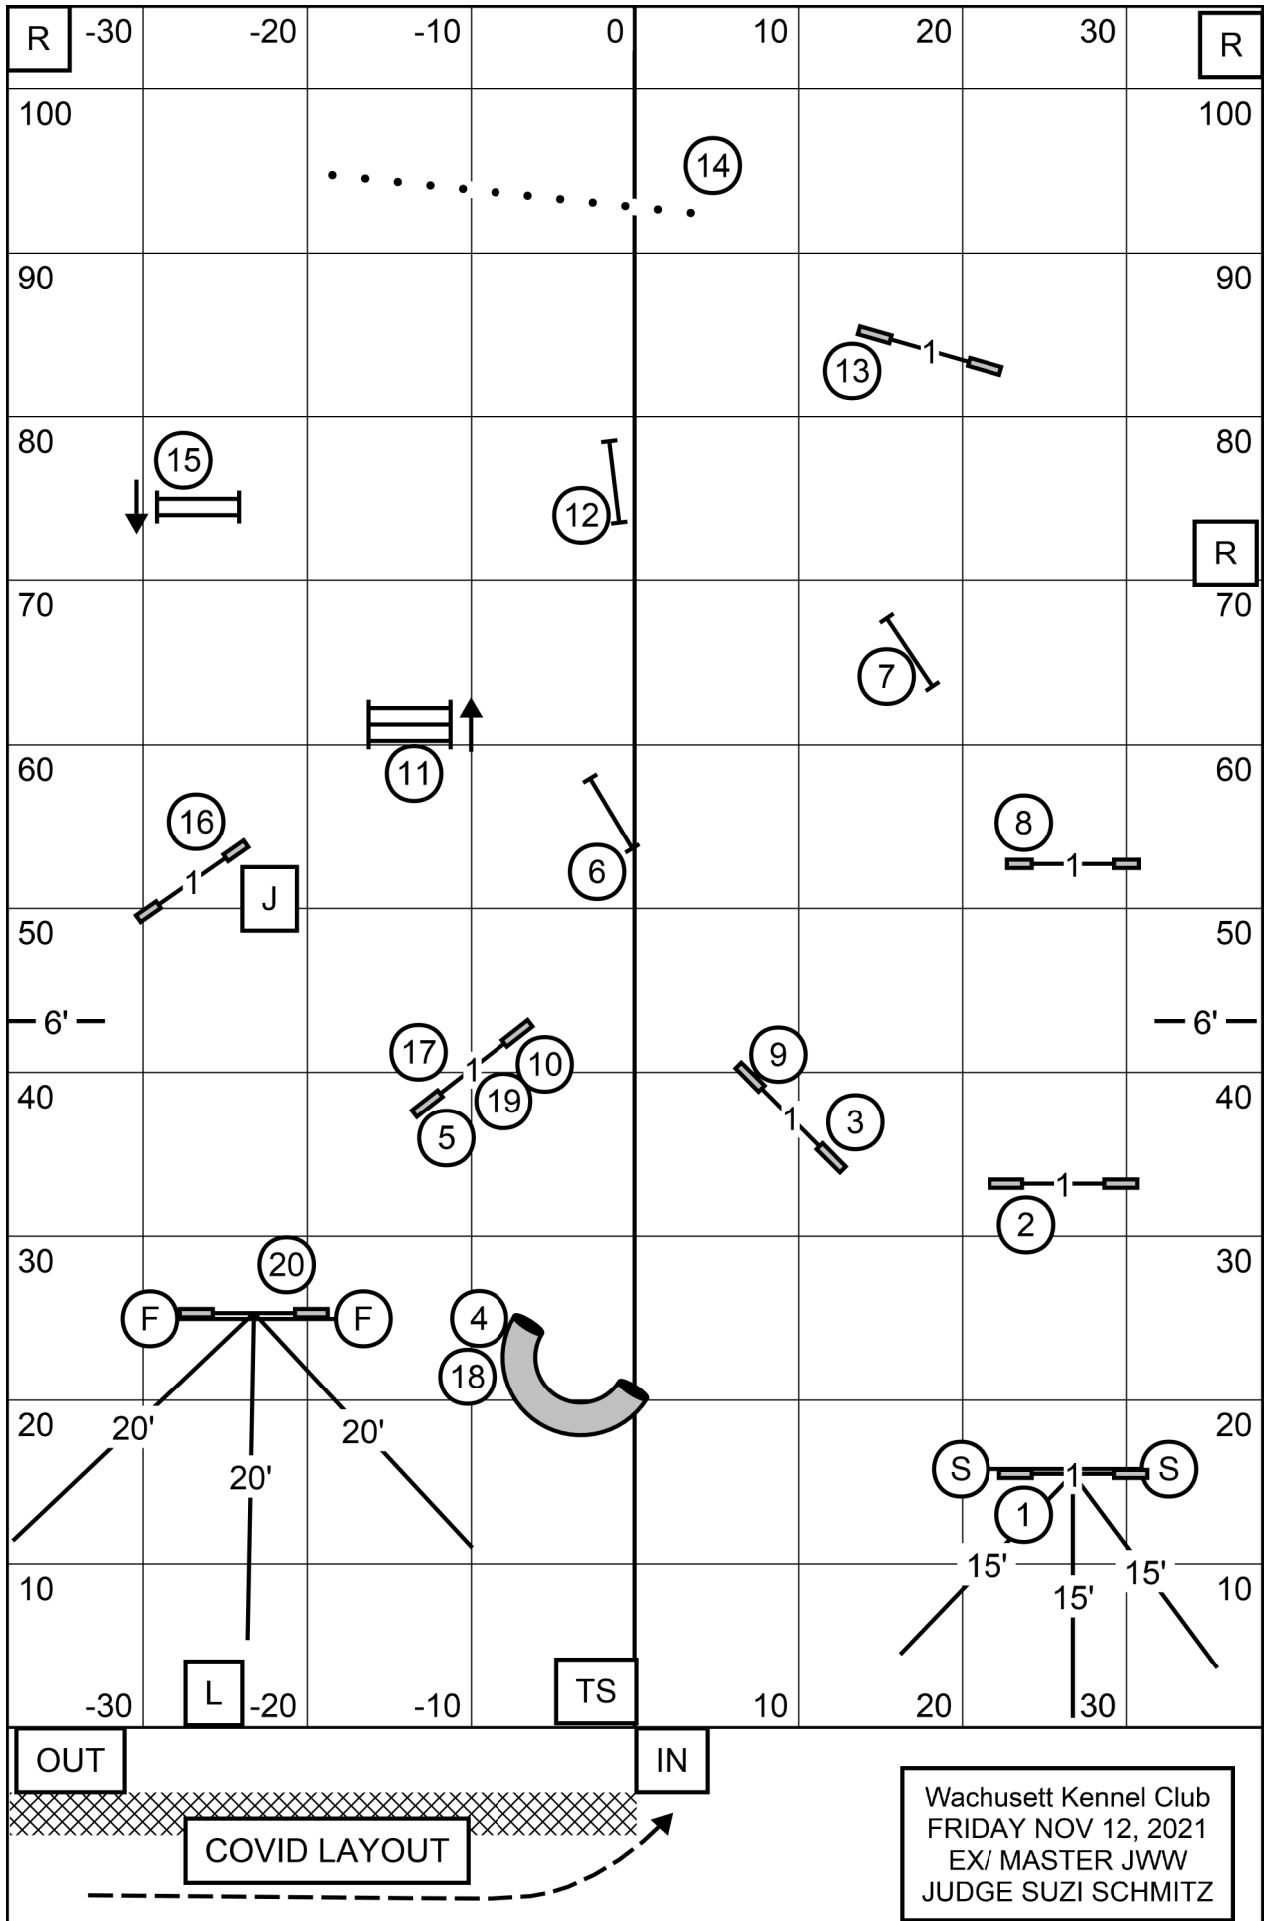 R -30 -20 -10 0 10 20 30 R
100 100
14
90 90
1
13
80 80
15
12
R
70 70
7
11
60 60
16 8
1 1
6
J
50 50
6' 6'
17 1 10 9
40 40
19 1 3
5
1
2
30 30
20
F F 4
18
20 20
20' 20' S 1 S
20'
1
15' 15'
10 15' 10
-30 L -20 -10 TS 10 20 30
OUT IN
COVID LAYOUT
Wachusett Kennel Club
FRIDAY NOV 12, 2021
EX/ MASTER JWW
JUDGE SUZI SCHMITZ